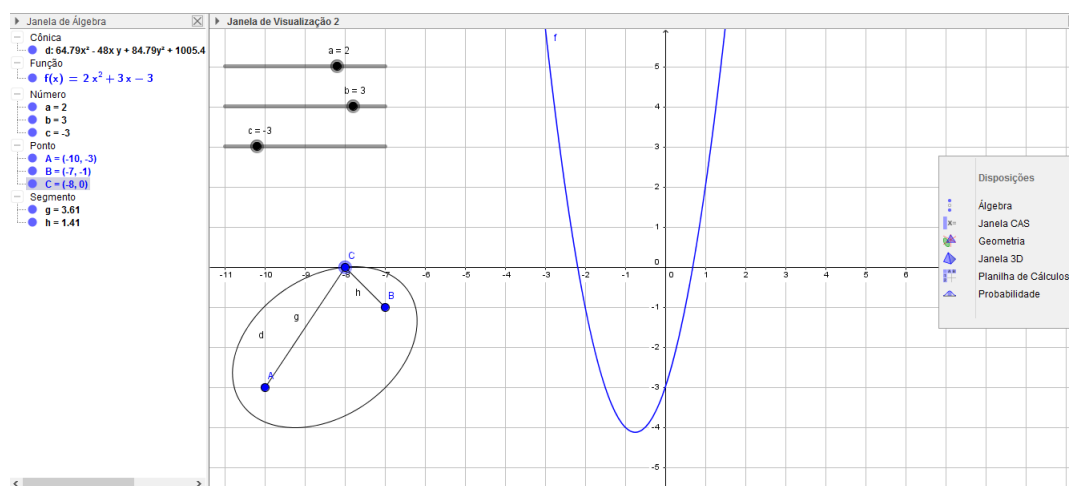 Janela de Álgebra
Cônica
d: 64.79x² - 48x y + 84.79y² + 1005.4
Função
f(x) = 2 x² + 3 x − 3
Número
a = 2
b = 3
c = -3
Ponto
A = (-10, -3)
B = (-7, -1)
C = (-8, 0)
Segmento
g = 3.61
h = 1.41
Janela de Visualização 2
f
a = 2
b = 3
c = -3
5
4
3
2
1
0
-11 -10 -9 -8 -7 -6 -5 -4 -3 -2 -1 0 1 2 3 4 5 6
-1
-2
-3
-4
-5
C
B
h
g
d
A
Disposições
Álgebra
Janela CAS
Geometria
Janela 3D
Planilha de Cálculos
Probabilidade